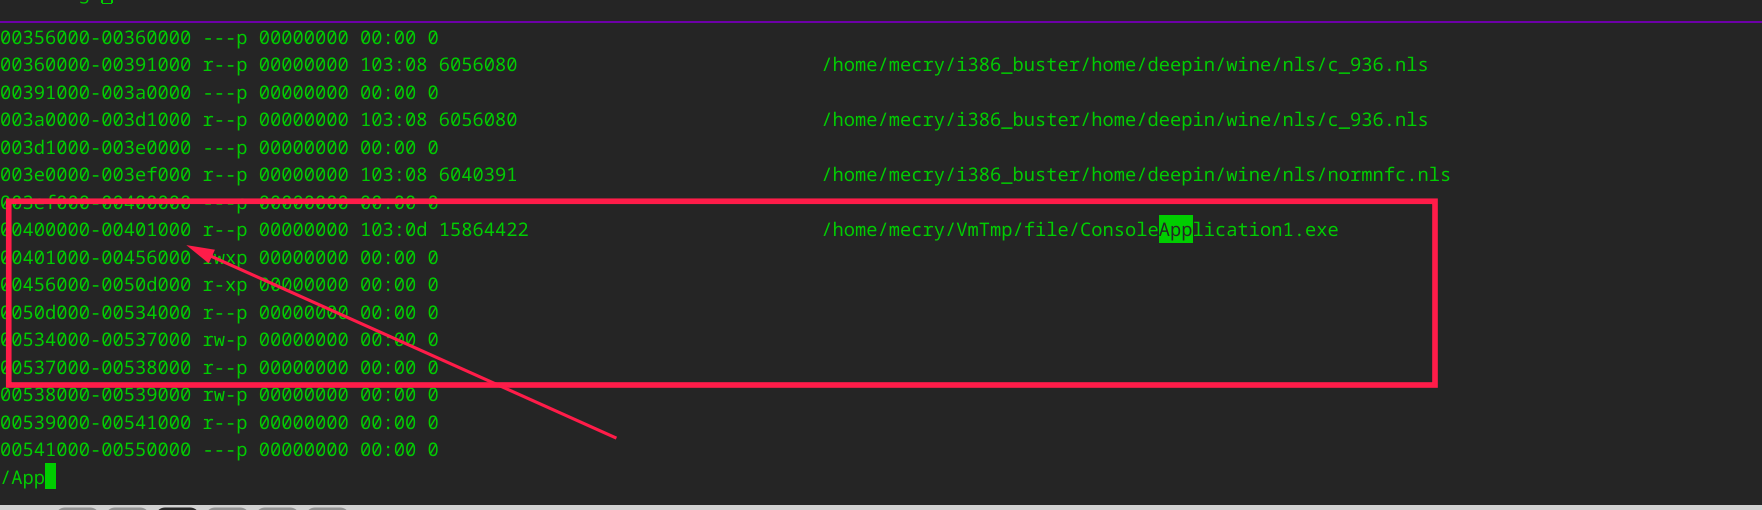 00356000-00360000 ---p 00000000 00:00 0
00360000-00391000 r--p 00000000 103:08 6056080 /home/mecry/i386_buster/home/deepin/wine/nls/c_936.nls
00391000-003a0000 ---p 00000000 00:00 0
003a0000-003d1000 r--p 00000000 103:08 6056080 /home/mecry/i386_buster/home/deepin/wine/nls/c_936.nls
003d1000-003e0000 ---p 00000000 00:00 0
003e0000-003ef000 r--p 00000000 103:08 6040391 /home/mecry/i386_buster/home/deepin/wine/nls/normnfc.nls
003ef000-00400000 ---p 00000000 00:00 0
00400000-00401000 r--p 00000000 103:0d 15864422 /home/mecry/VmTmp/file/ConsoleApplication1.exe
00401000-00456000 rwxp 00000000 00:00 0
00456000-0050d000 r-xp 00000000 00:00 0
0050d000-00534000 r--p 00000000 00:00 0
00534000-00537000 rw-p 00000000 00:00 0
00537000-00538000 r--p 00000000 00:00 0
00538000-00539000 rw-p 00000000 00:00 0
00539000-00541000 r--p 00000000 00:00 0
00541000-00550000 ---p 00000000 00:00 0
/App